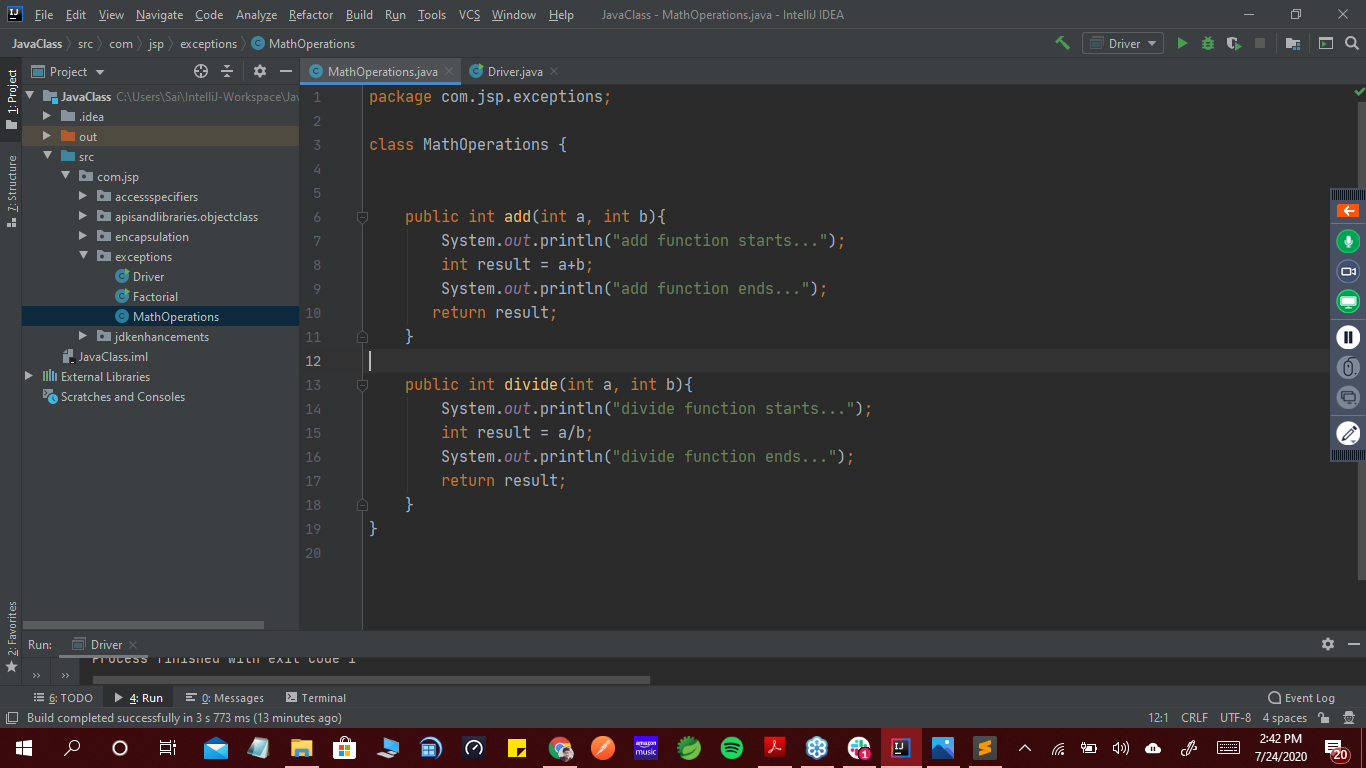 File Edit View Navigate Code Analyze Refactor Build Run Tools VCS Window Help JavaClass - MathOperations.java - IntelliJ IDEA
JavaClass src com jsp exceptions MathOperations Driver
1: Project
7: Structure
2: Favorites
Project
JavaClass C:\Users\Sai\IntelliJ-Workspace\Jav
.idea
out
src
com.jsp
accessspecifiers
apisandlibraries.objectclass
encapsulation
exceptions
Driver
Factorial
MathOperations
jdkenhancements
JavaClass.iml
External Libraries
Scratches and Consoles
MathOperations.java Driver.java
1 package com.jsp.exceptions;
2
3 class MathOperations {
4
5
6 public int add(int a, int b){
7 System.out.println("add function starts...");
8 int result = a+b;
9 System.out.println("add function ends...");
10 return result;
11 }
12
13 public int divide(int a, int b){
14 System.out.println("divide function starts...");
15 int result = a/b;
16 System.out.println("divide function ends...");
17 return result;
18 }
19 }
20
Run: Driver
Process finished with exit code 1
6: TODO 4: Run 0: Messages Terminal Event Log
Build completed successfully in 3 s 773 ms (13 minutes ago) 12:1 CRLF UTF-8 4 spaces
amazon music
1
IJ
2:42 PM
7/24/2020
20